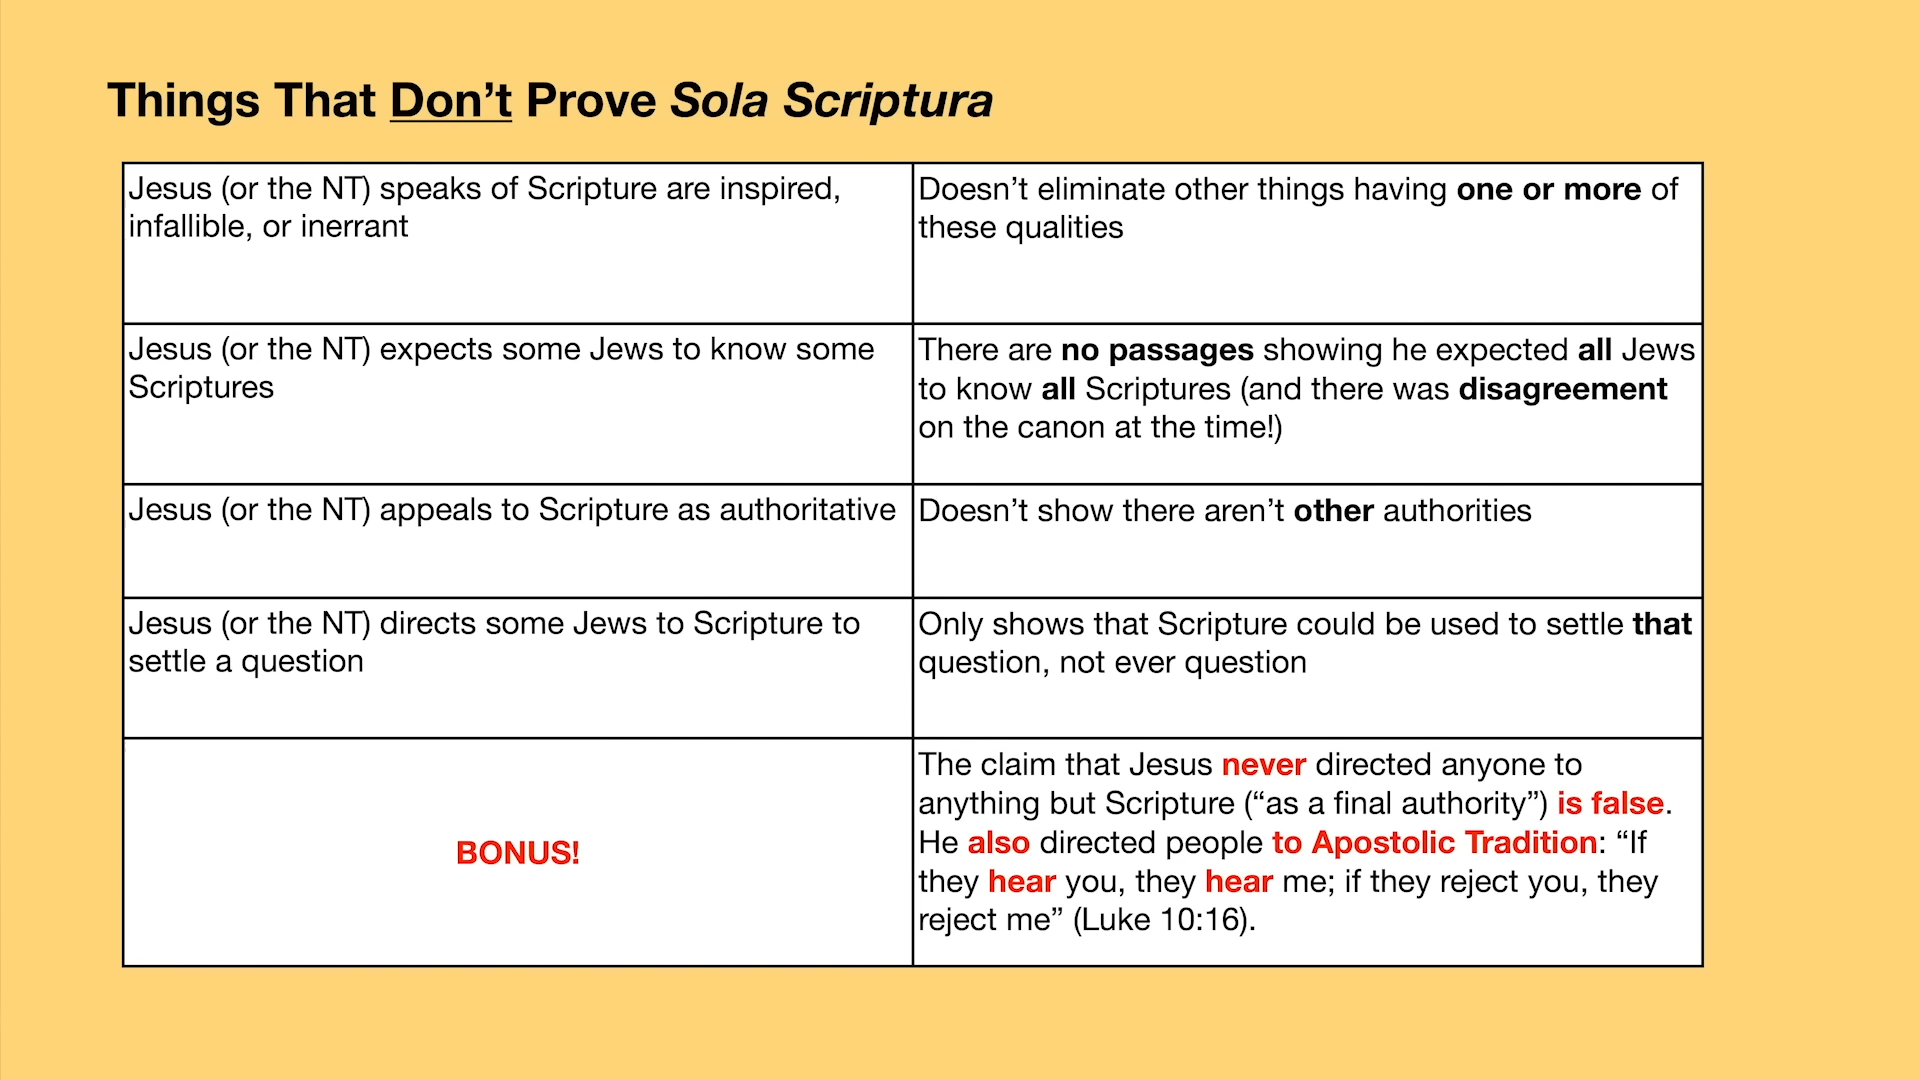 Things That Don’t Prove Sola Scriptura
Jesus (or the NT) speaks of Scripture are inspired,
infallible, or inerrant
Doesn’t eliminate other things having one or more of
these qualities
Jesus (or the NT) expects some Jews to know some
Scriptures
There are no passages showing he expected all Jews
to know all Scriptures (and there was disagreement
on the canon at the time!)
Jesus (or the NT) appeals to Scripture as authoritative
Doesn’t show there aren’t other authorities
Jesus (or the NT) directs some Jews to Scripture to
settle a question
Only shows that Scripture could be used to settle that
question, not ever question
BONUS!
The claim that Jesus never directed anyone to
anything but Scripture (“as a final authority”) is false.
He also directed people to Apostolic Tradition: “If
they hear you, they hear me; if they reject you, they
reject me” (Luke 10:16).